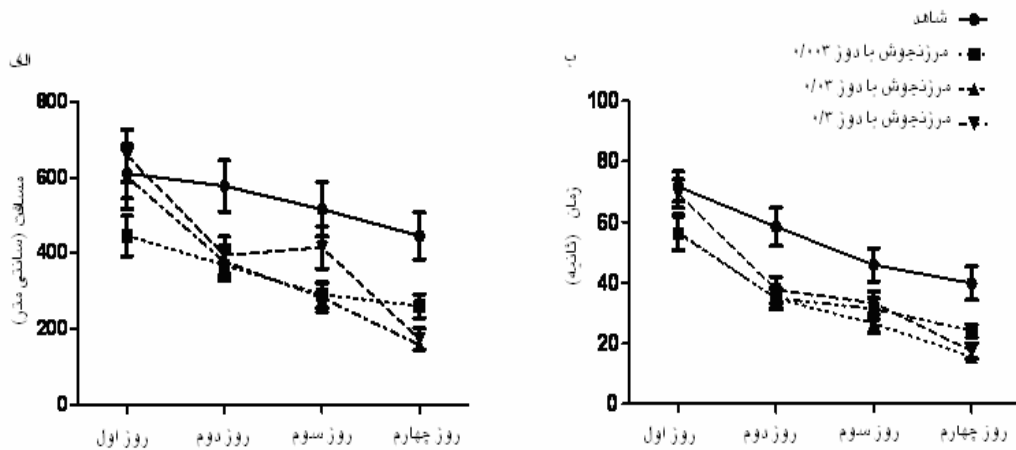 شاهد
مرزنجوش با دوز ۰/۰۰۳
مرزنجوش با دوز ۰/۰۳
مرزنجوش با دوز ۰/۳
الف
800
600
400
200
0
مسافت (سانتی متر)
روز اول
روز دوم
روز سوم
روز چهارم
ب
100
80
60
40
20
0
زمان (ثانیه)
روز اول
روز دوم
روز سوم
روز چهارم